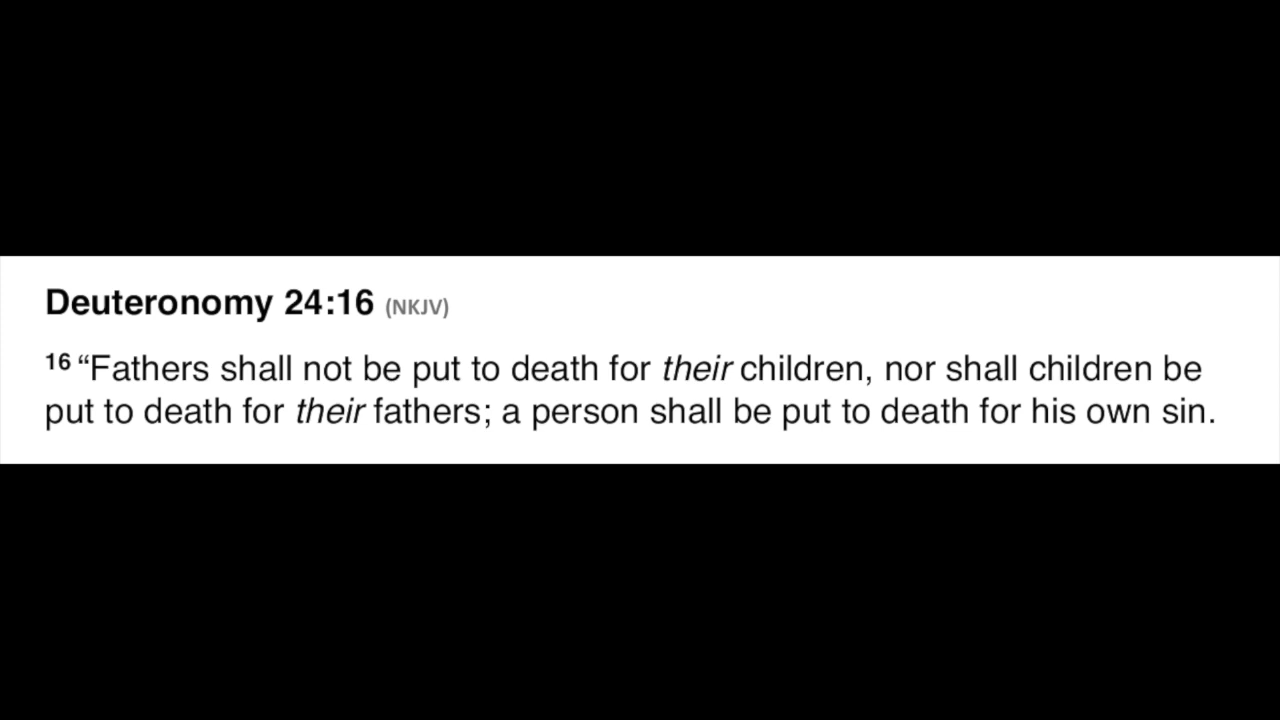 Deuteronomy 24:16 (NKJV)
16 “Fathers shall not be put to death for their children, nor shall children be
put to death for their fathers; a person shall be put to death for his own sin.